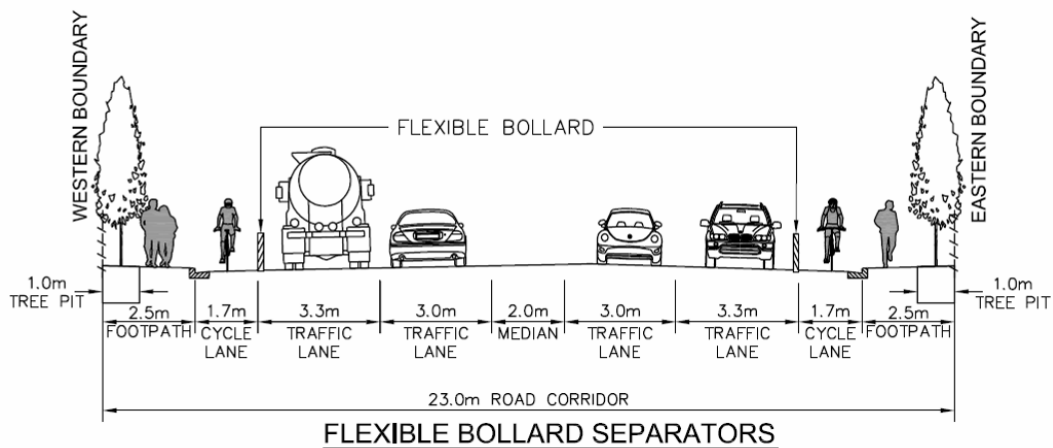 WESTERN BOUNDARY
EASTERN BOUNDARY
FLEXIBLE BOLLARD
1.0m
TREE PIT
1.0m
TREE PIT
2.5m
FOOTPATH
1.7m
CYCLE
LANE
3.3m
TRAFFIC
LANE
3.0m
TRAFFIC
LANE
2.0m
MEDIAN
3.0m
TRAFFIC
LANE
3.3m
TRAFFIC
LANE
1.7m
CYCLE
LANE
2.5m
FOOTPATH
23.0m ROAD CORRIDOR
FLEXIBLE BOLLARD SEPARATORS